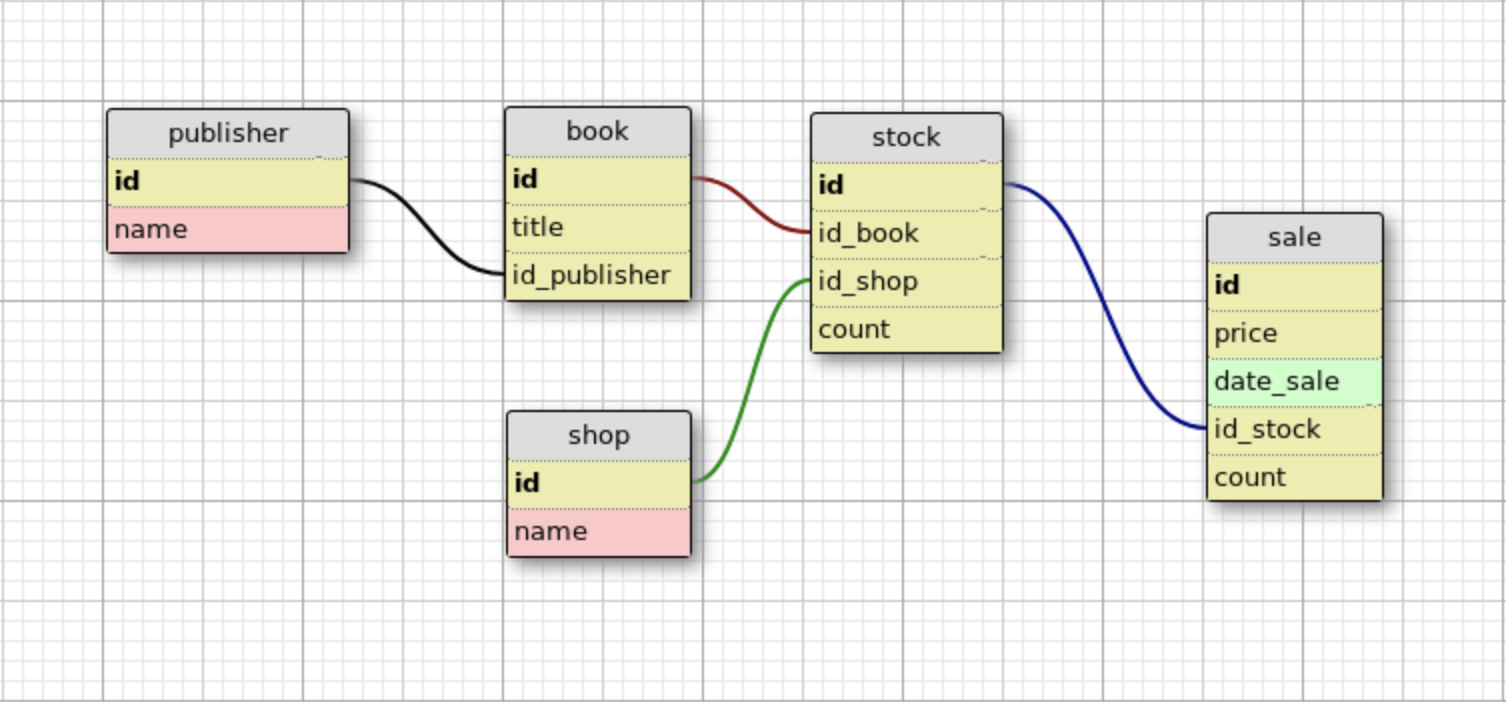 publisher
id
name
book
id
title
id_publisher
shop
id
name
stock
id
id_book
id_shop
count
sale
id
price
date_sale
id_stock
count